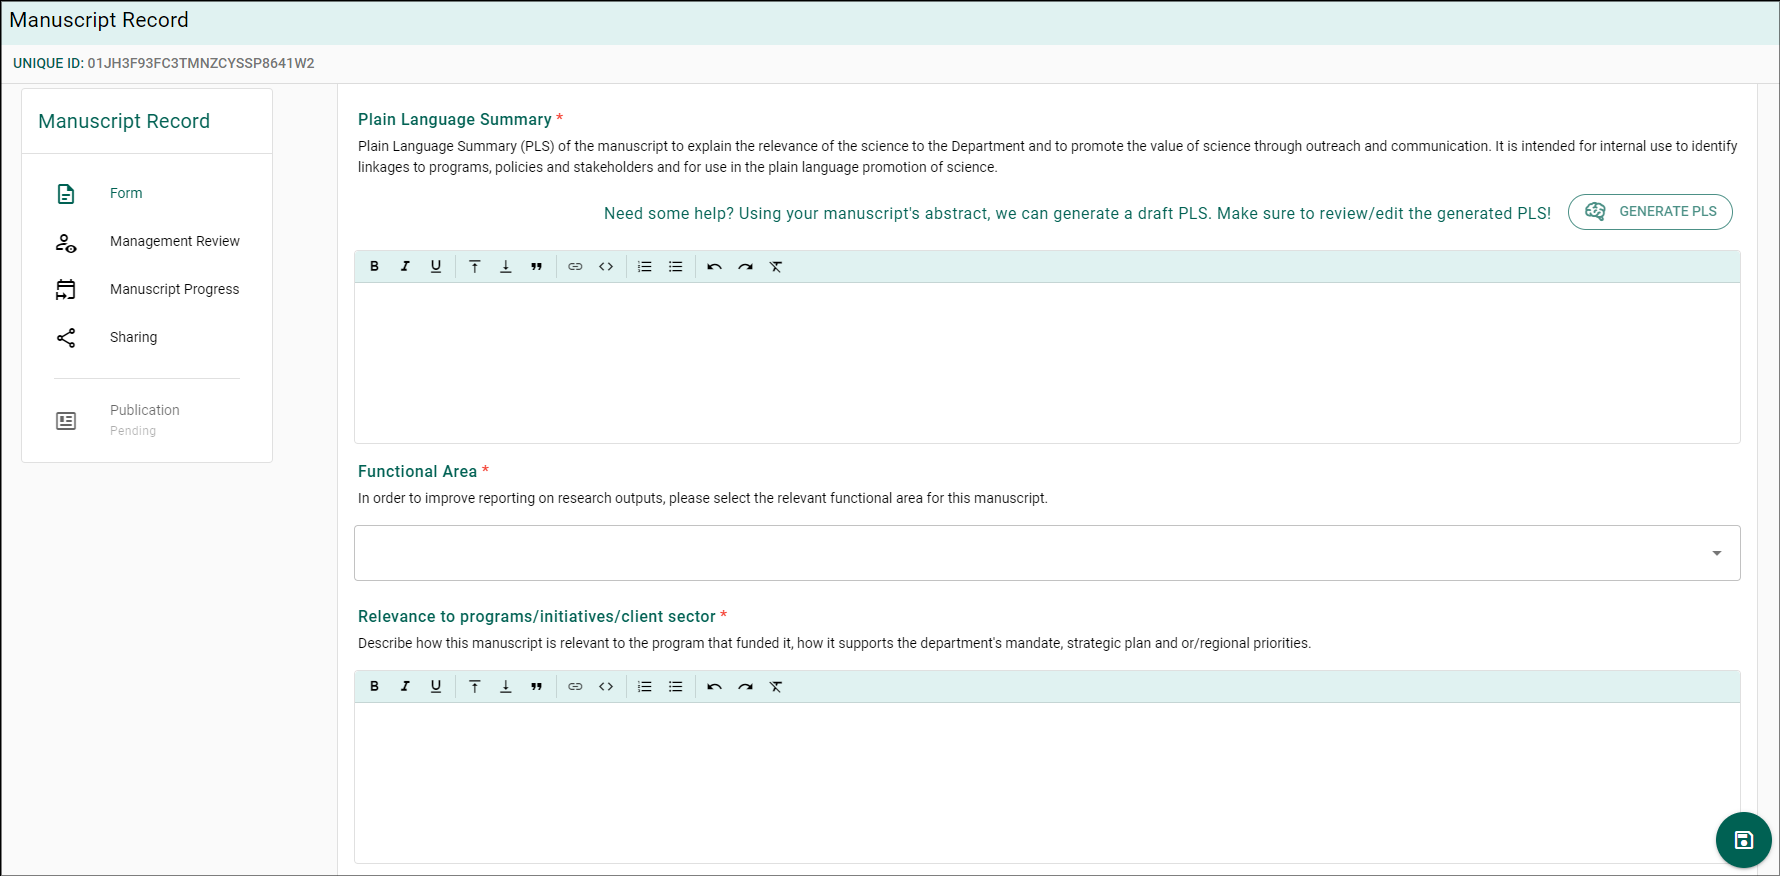 Manuscript Record
UNIQUE ID: 01JH3F93FC3TMNZCYSSP8641W2
Manuscript Record
Form
Management Review
Manuscript Progress
Sharing
Publication
Pending
Plain Language Summary *
Plain Language Summary (PLS) of the manuscript to explain the relevance of the science to the Department and to promote the value of science through outreach and communication. It is intended for internal use to identify
linkages to programs, policies and stakeholders and for use in the plain language promotion of science.
Need some help? Using your manuscript's abstract, we can generate a draft PLS. Make sure to review/edit the generated PLS!
GENERATE PLS
Functional Area *
In order to improve reporting on research outputs, please select the relevant functional area for this manuscript.
Relevance to programs/initiatives/client sector *
Describe how this manuscript is relevant to the program that funded it, how it supports the department's mandate, strategic plan and or/regional priorities.